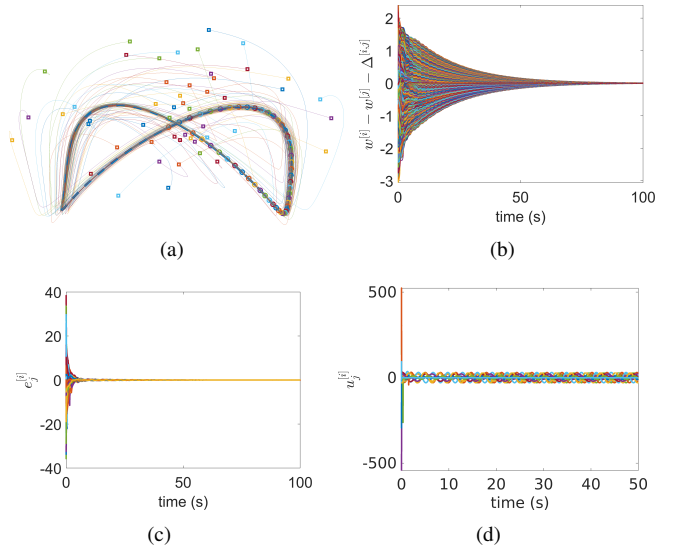 (a)
2
1
0
-1
-2
-3
w^{[i]} − w^{[j]} − Δ^{[i,j]}
0 50 100
time (s)
(b)
40
20
0
-20
-40
e_j^{[i]}
0 50 100
time (s)
(c)
500
0
-500
u_j^{[i]}
0 10 20 30 40 50
time (s)
(d)